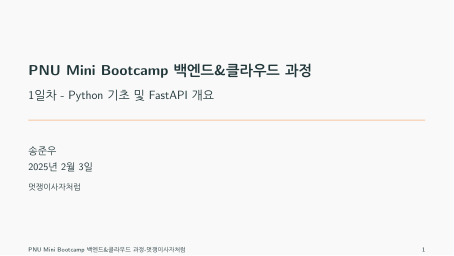 PNU Mini Bootcamp 백엔드&클라우드 과정
1일차 - Python 기초 및 FastAPI 개요
송준우
2025년 2월 3일
멋쟁이사자처럼
PNU Mini Bootcamp 백엔드&클라우드 과정-멋쟁이사자처럼
1